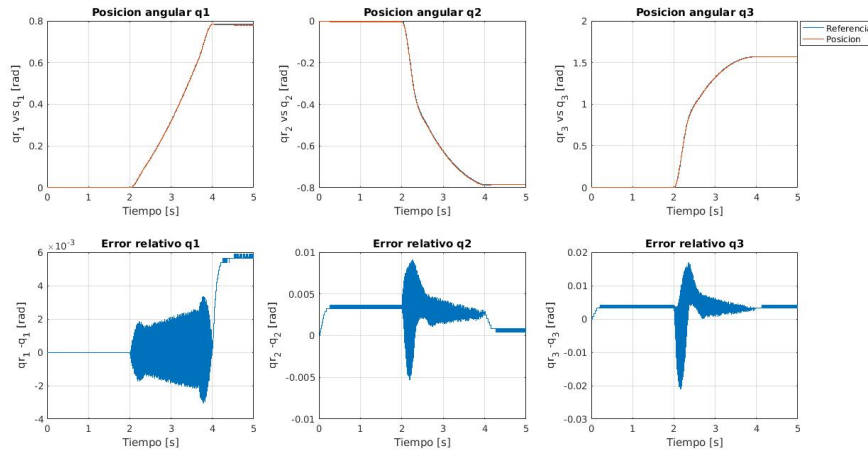 Posicion angular q1
qr1 vs q1 [rad]
0.8
0.6
0.4
0.2
0
0 1 2 3 4 5
Tiempo [s]
Posicion angular q2
qr2 vs q2 [rad]
0
-0.2
-0.4
-0.6
-0.8
0 1 2 3 4 5
Tiempo [s]
Posicion angular q3
qr3 vs q3 [rad]
2
1.5
1
0.5
0
0 1 2 3 4 5
Tiempo [s]
Referencia
Posicion
Error relativo q1
× 10-3
qr1 -q1 [rad]
6
4
2
0
-2
-4
0 1 2 3 4 5
Tiempo [s]
Error relativo q2
qr2 -q2 [rad]
0.01
0.005
0
-0.005
-0.01
0 1 2 3 4 5
Tiempo [s]
Error relativo q3
qr3 -q3 [rad]
0.02
0.01
0
-0.01
-0.02
-0.03
0 1 2 3 4 5
Tiempo [s]